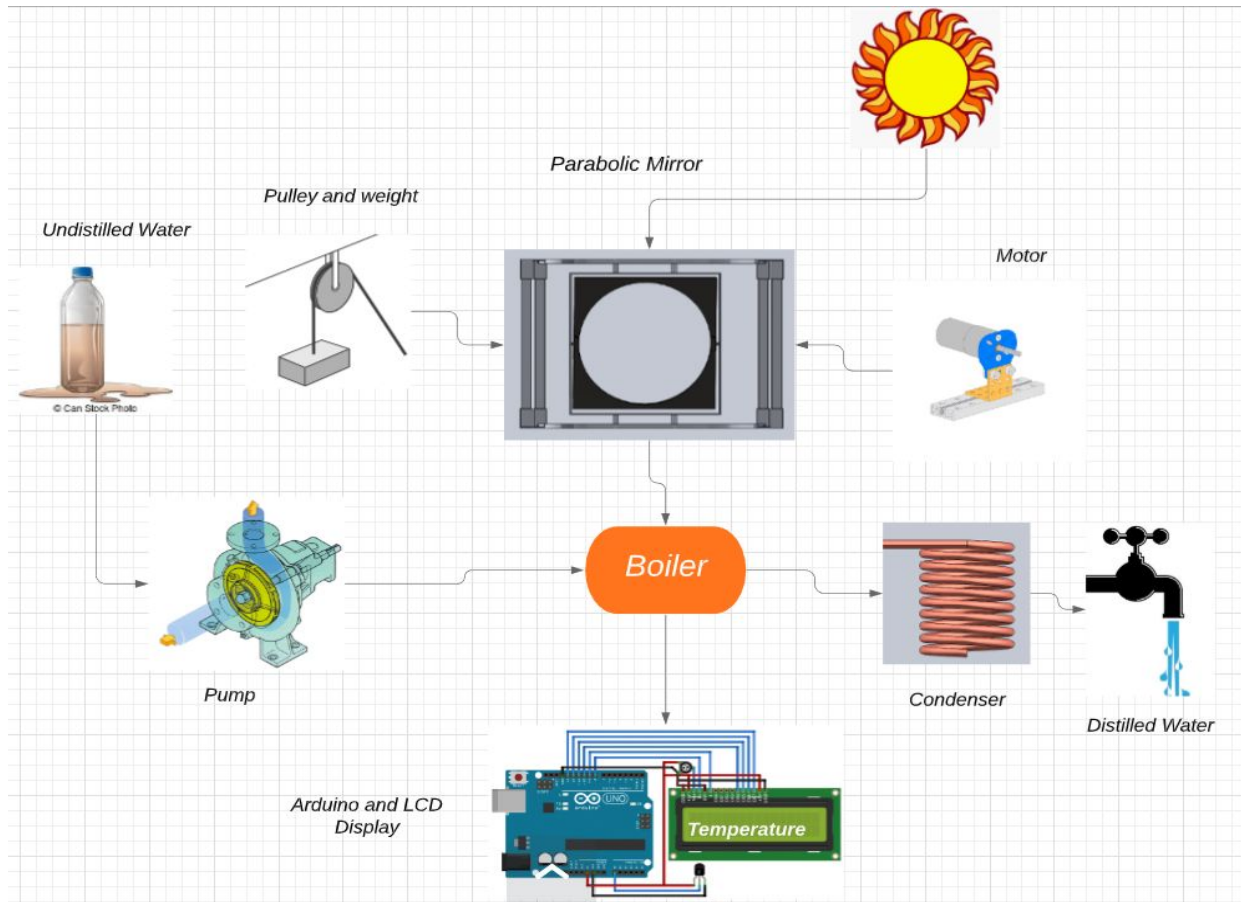 Parabolic Mirror
Pulley and weight
Undistilled Water
Motor
© Can Stock Photo
Boiler
Pump
Condenser
Distilled Water
Arduino and LCD
Display
UNO
Temperature